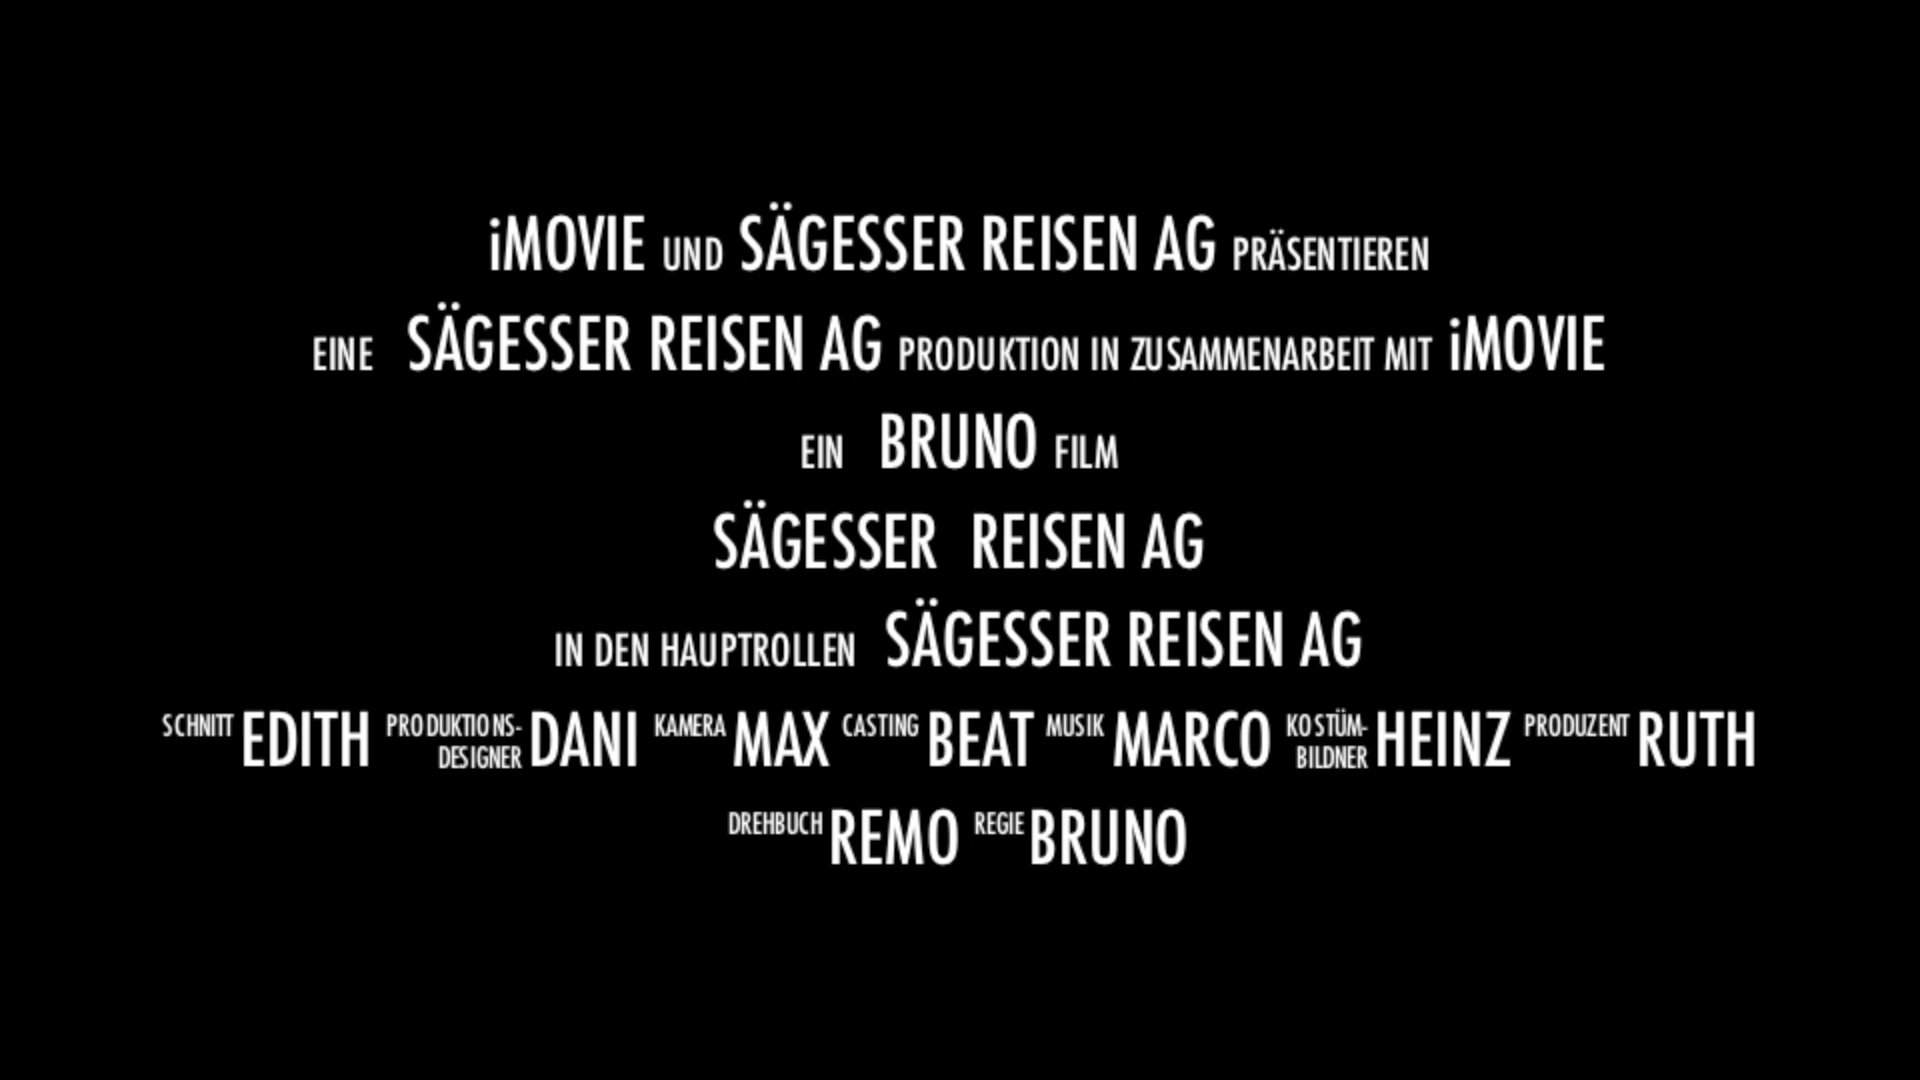 iMOVIE UND SÄGESSER REISEN AG PRÄSENTIEREN
EINE SÄGESSER REISEN AG PRODUKTION IN ZUSAMMENARBEIT MIT iMOVIE
EIN BRUNO FILM
SÄGESSER REISEN AG
IN DEN HAUPTROLLEN SÄGESSER REISEN AG
SCHNITT EDITH PRODUKTIONS-DESIGNER DANI KAMERA MAX CASTING BEAT MUSIK MARCO KOSTÜM-BILDNER HEINZ PRODUZENT RUTH
DREHBUCH REMO REGIE BRUNO